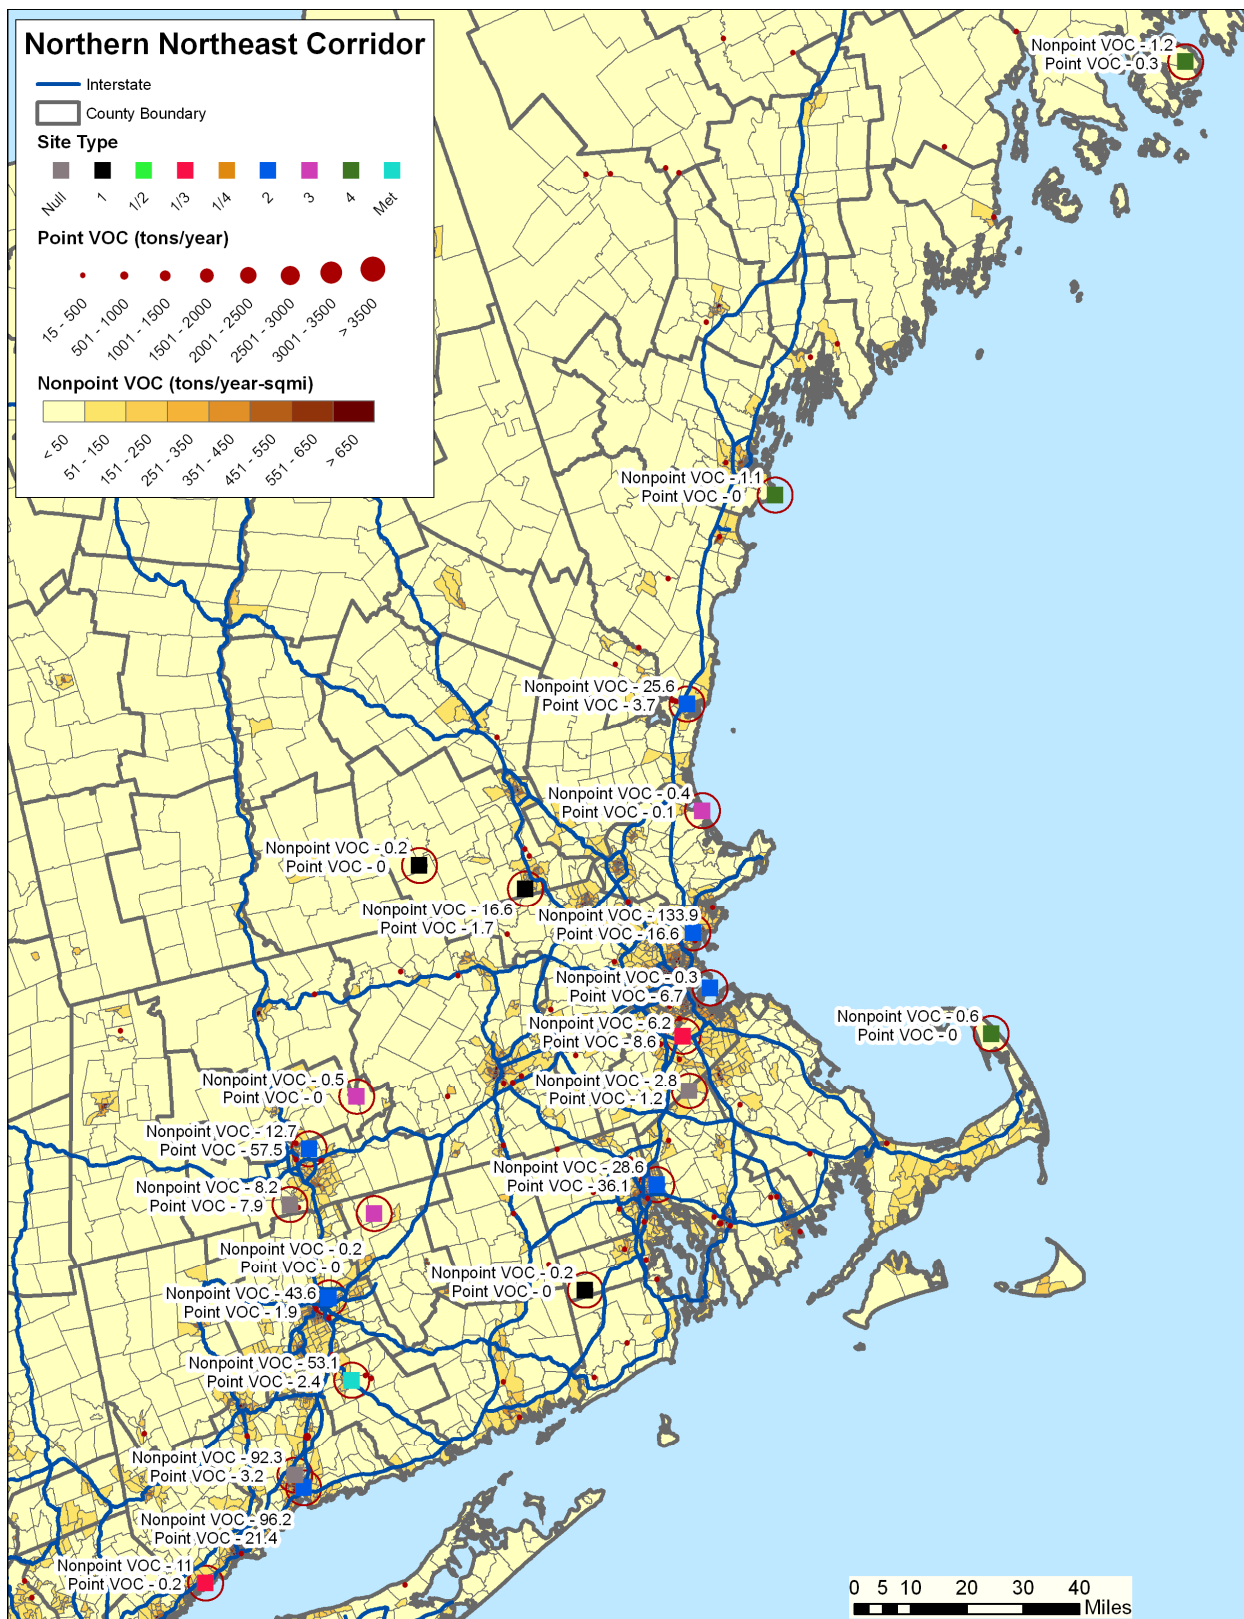 Northern Northeast Corridor
Interstate
County Boundary
Site Type
Null 1 1/2 1/3 1/4 2 3 4 Met
Point VOC (tons/year)
15 - 500 501 - 1000 1001 - 1500 1501 - 2000 2001 - 2500 2501 - 3000 3001 - 3500 > 3500
Nonpoint VOC (tons/year-sqmi)
< 50 51 - 150 151 - 250 251 - 350 351 - 450 451 - 550 551 - 650 > 650
Nonpoint VOC - 1.2
Point VOC - 0.3
Nonpoint VOC - 1.1
Point VOC - 0
Nonpoint VOC - 25.6
Point VOC - 3.7
Nonpoint VOC - 0.4
Point VOC - 0.1
Nonpoint VOC - 0.2
Point VOC - 0
Nonpoint VOC - 16.6
Point VOC - 1.7
Nonpoint VOC - 133.9
Point VOC - 16.6
Nonpoint VOC - 0.3
Point VOC - 6.7
Nonpoint VOC - 6.2
Point VOC - 8.6
Nonpoint VOC - 0.6
Point VOC - 0
Nonpoint VOC - 0.5
Point VOC - 0
Nonpoint VOC - 2.8
Point VOC - 1.2
Nonpoint VOC - 12.7
Point VOC - 57.5
Nonpoint VOC - 28.6
Point VOC - 36.1
Nonpoint VOC - 8.2
Point VOC - 7.9
Nonpoint VOC - 0.2
Point VOC - 0
Nonpoint VOC - 0.2
Point VOC - 0
Nonpoint VOC - 43.6
Point VOC - 1.9
Nonpoint VOC - 53.1
Point VOC - 2.4
Nonpoint VOC - 92.3
Point VOC - 3.2
Nonpoint VOC - 96.2
Point VOC - 21.4
Nonpoint VOC - 11
Point VOC - 0.2
0 5 10 20 30 40
Miles